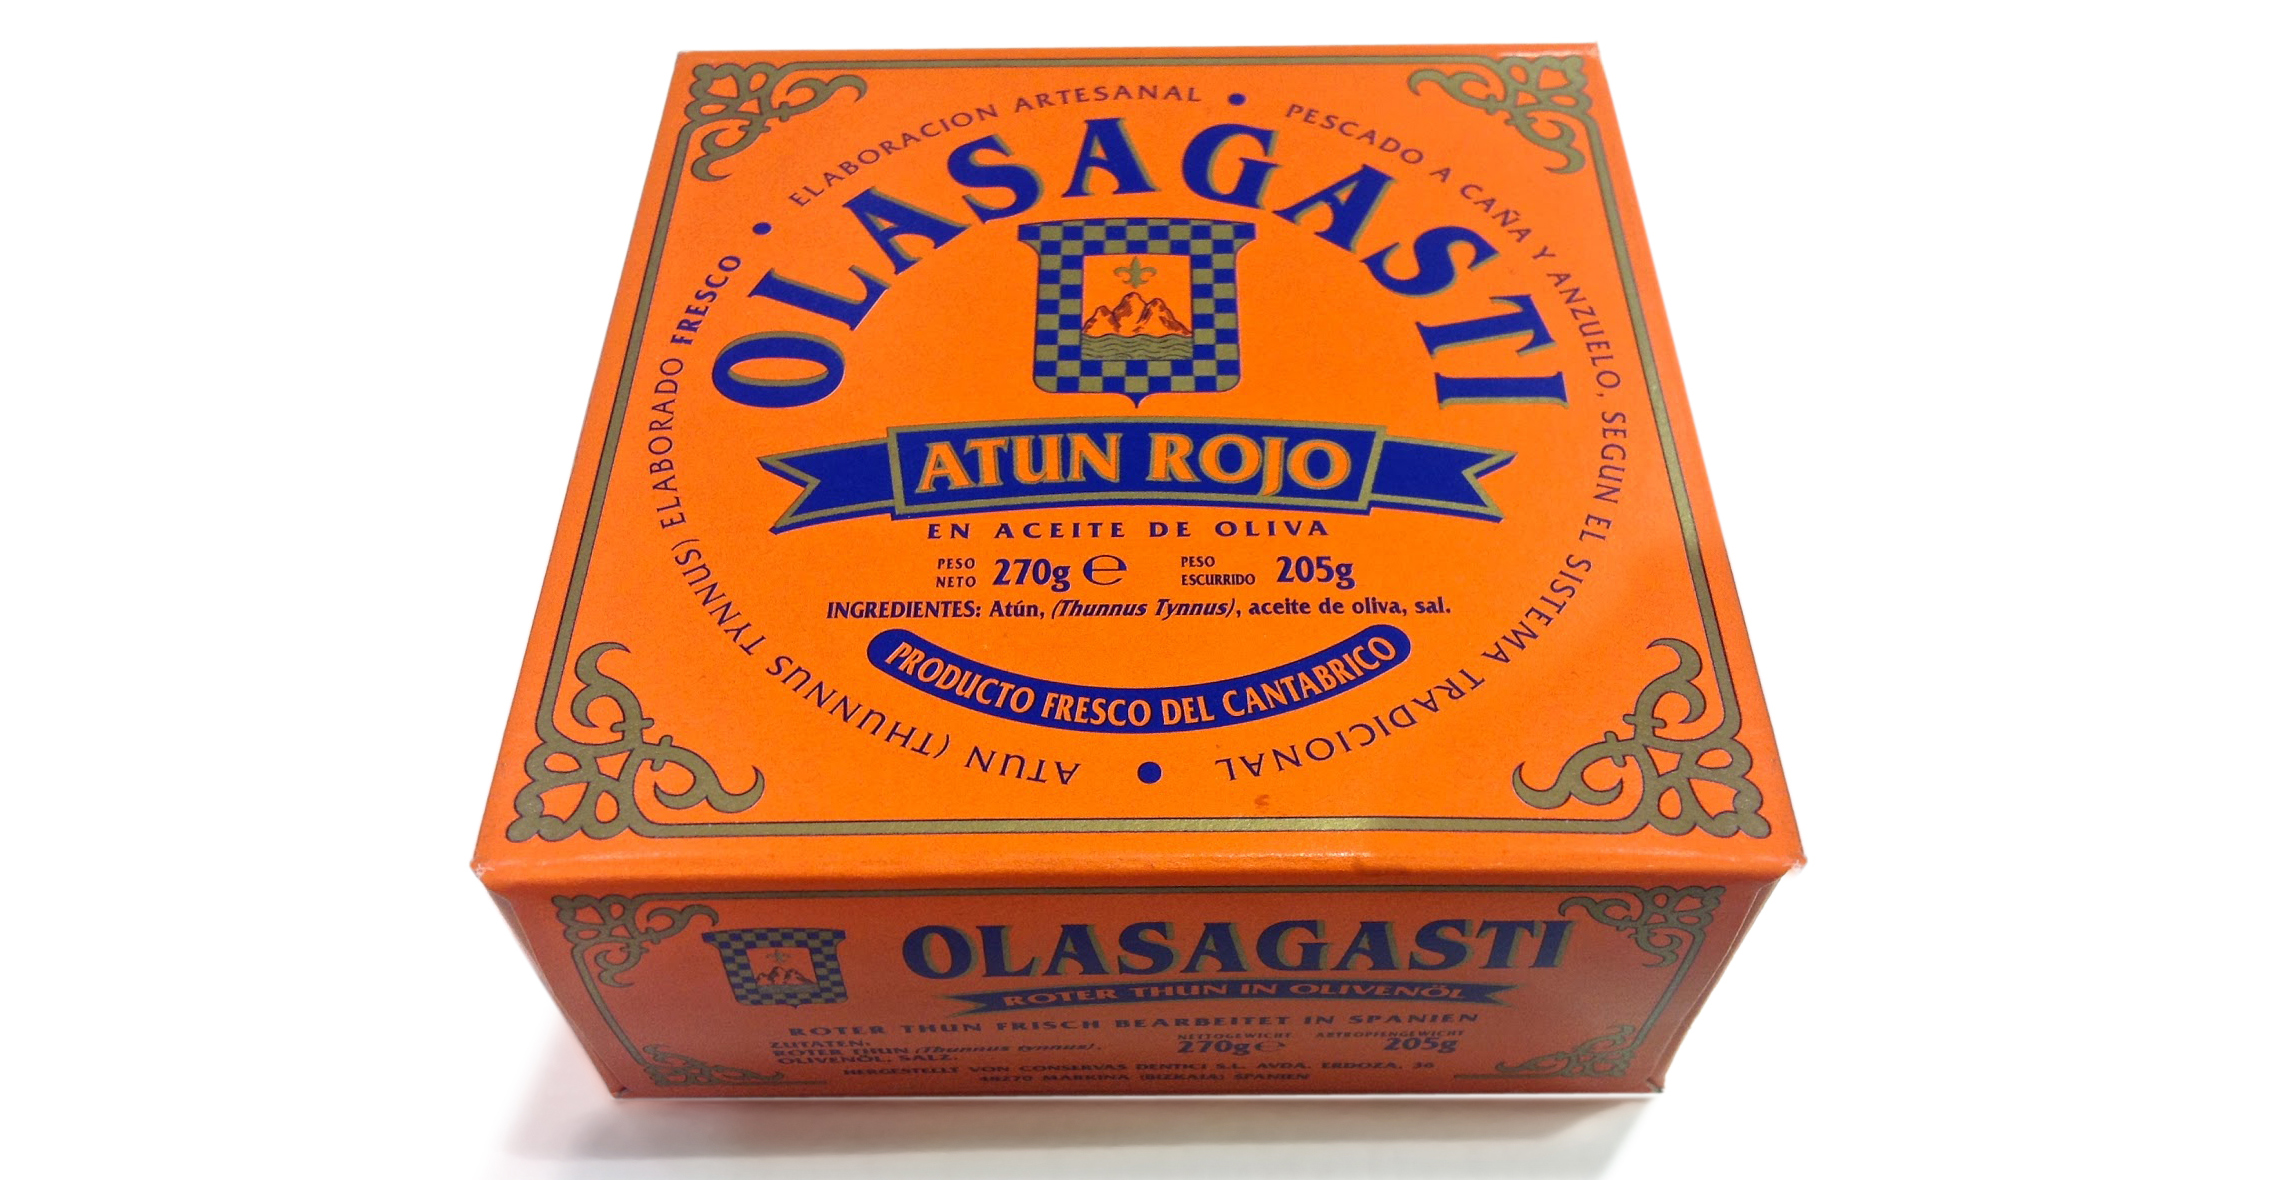 ATUN (THUNNUS TYNNUS) ELABORADO FRESCO • ELABORACION ARTESANAL • PESCADO A CAÑA Y ANZUELO, SEGUN EL SISTEMA TRADICIONAL •
OLASAGASTI
ATUN ROJO
EN ACEITE DE OLIVA
PESO NETO 270g ℮ PESO ESCURRIDO 205g
INGREDIENTES: Atún, (Thunnus Tynnus), aceite de oliva, sal.
PRODUCTO FRESCO DEL CANTABRICO
OLASAGASTI
ROTER THUN IN OLIVENÖL
ROTER THUN FRISCH BEARBEITET IN SPANIEN
ZUTATEN:
ROTER THUN (Thunnus tynnus),
OLIVENÖL, SALZ.
NETTOGEWICHT ABTROPFENGEWICHT
270g ℮ 205g
HERGESTELLT VON CONSERVAS DENTICI S.L. AVDA. ERDOZA, 36
48270 MARKINA (BIZKAIA) SPANIEN